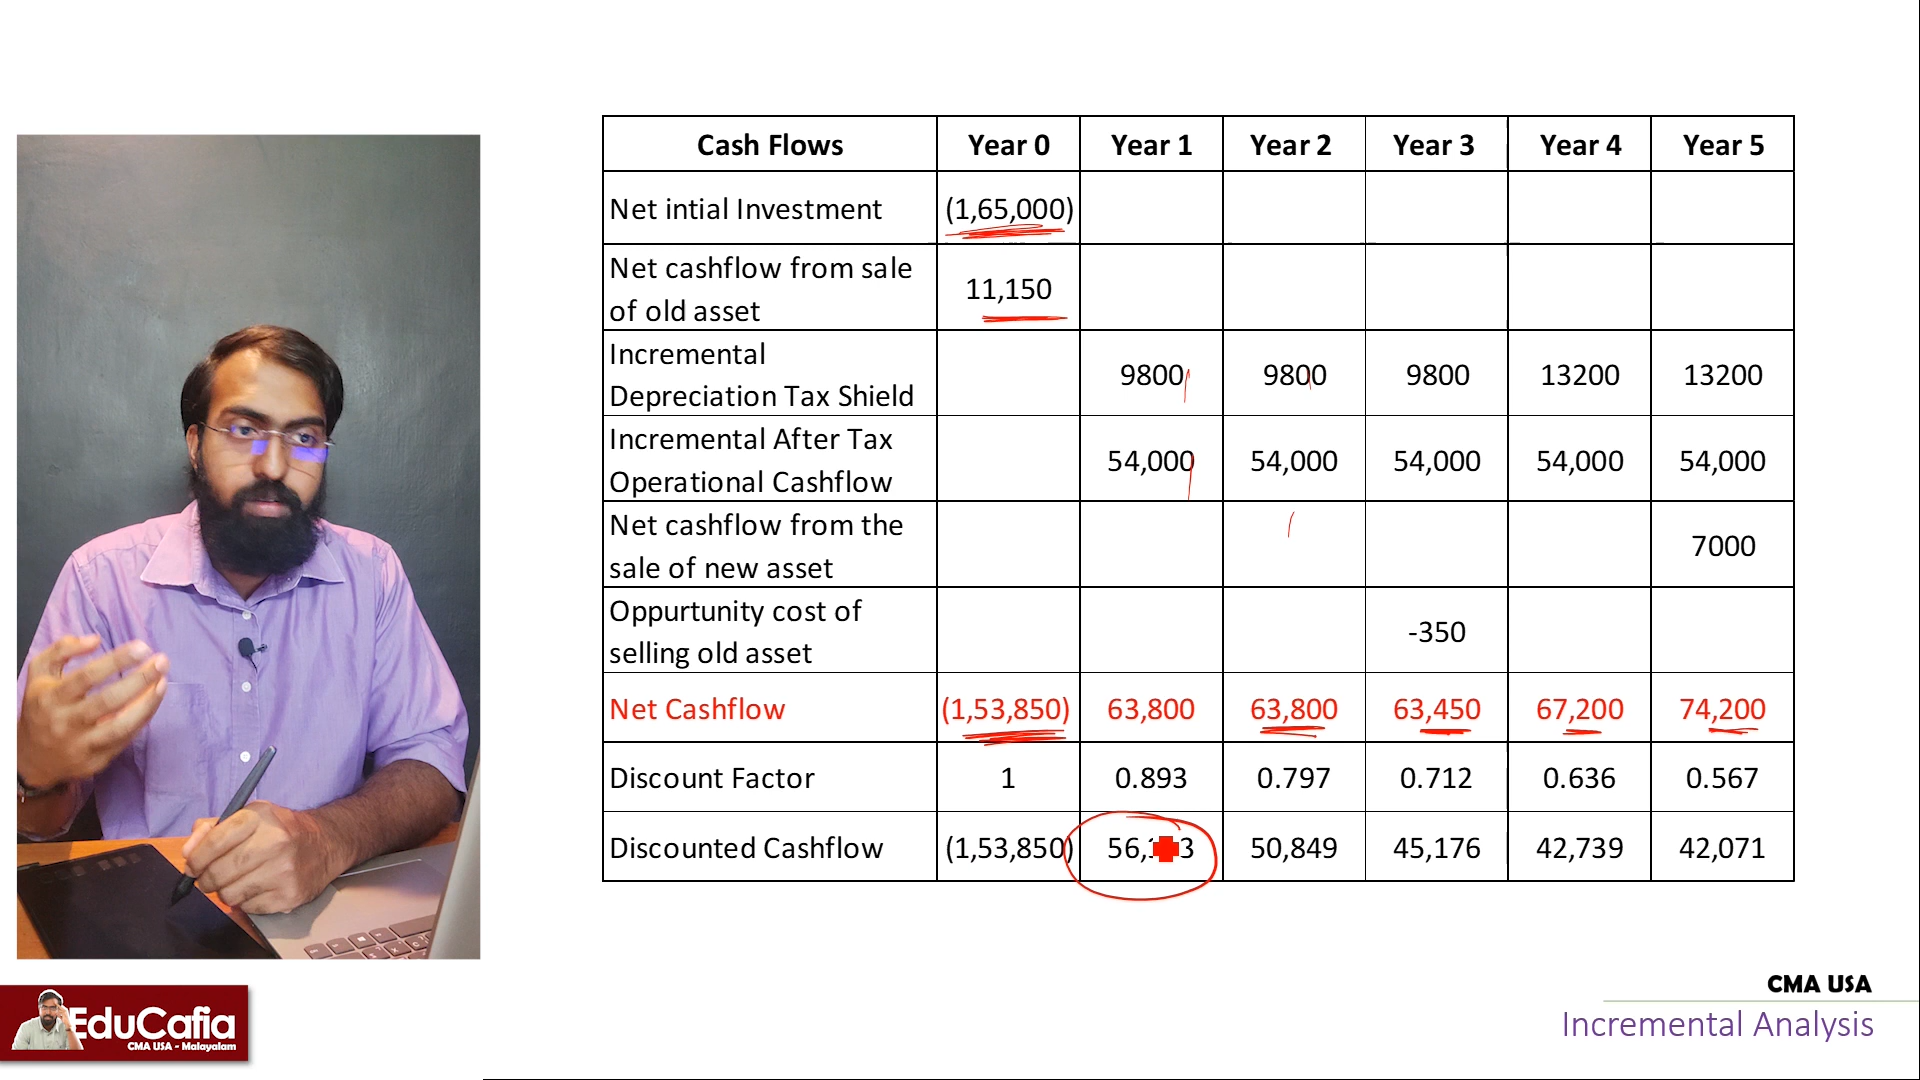 Cash Flows Year 0 Year 1 Year 2 Year 3 Year 4 Year 5
Net intial Investment (1,65,000)
Net cashflow from sale
of old asset 11,150
Incremental
Depreciation Tax Shield 9800 9800 9800 13200 13200
Incremental After Tax
Operational Cashflow 54,000 54,000 54,000 54,000 54,000
Net cashflow from the
sale of new asset 7000
Oppurtunity cost of
selling old asset -350
Net Cashflow (1,53,850) 63,800 63,800 63,450 67,200 74,200
Discount Factor 1 0.893 0.797 0.712 0.636 0.567
Discounted Cashflow (1,53,850) 50,849 45,176 42,739 42,071
EduCafia
CMA USA - Malayalam
CMA USA
Incremental Analysis